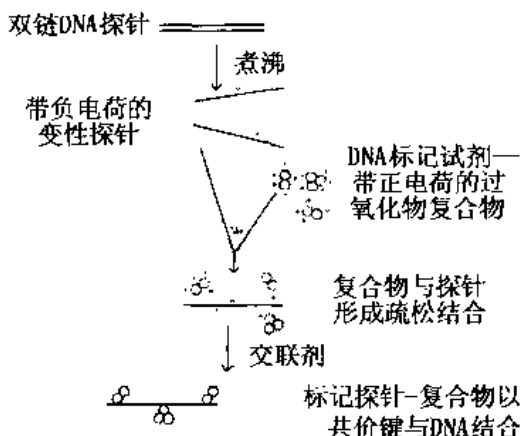 双链DNA探针
煮沸
带负电荷的
变性探针
DNA标记试剂—
带正电荷的过
氧化物复合物
复合物与探针
形成疏松结合
交联剂
标记探针-复合物以
共价键与DNA结合